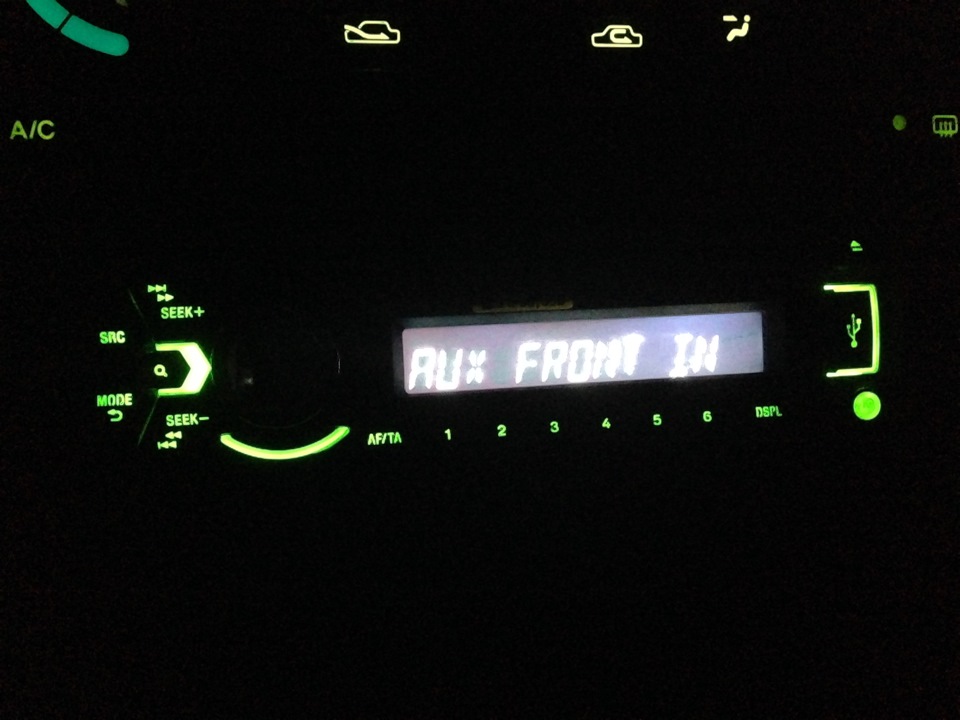 A/C
SEEK+
SRC
AUX FRONT IN
MODE
SEEK-
AF/TA 1 2 3 4 5 6 DSPL